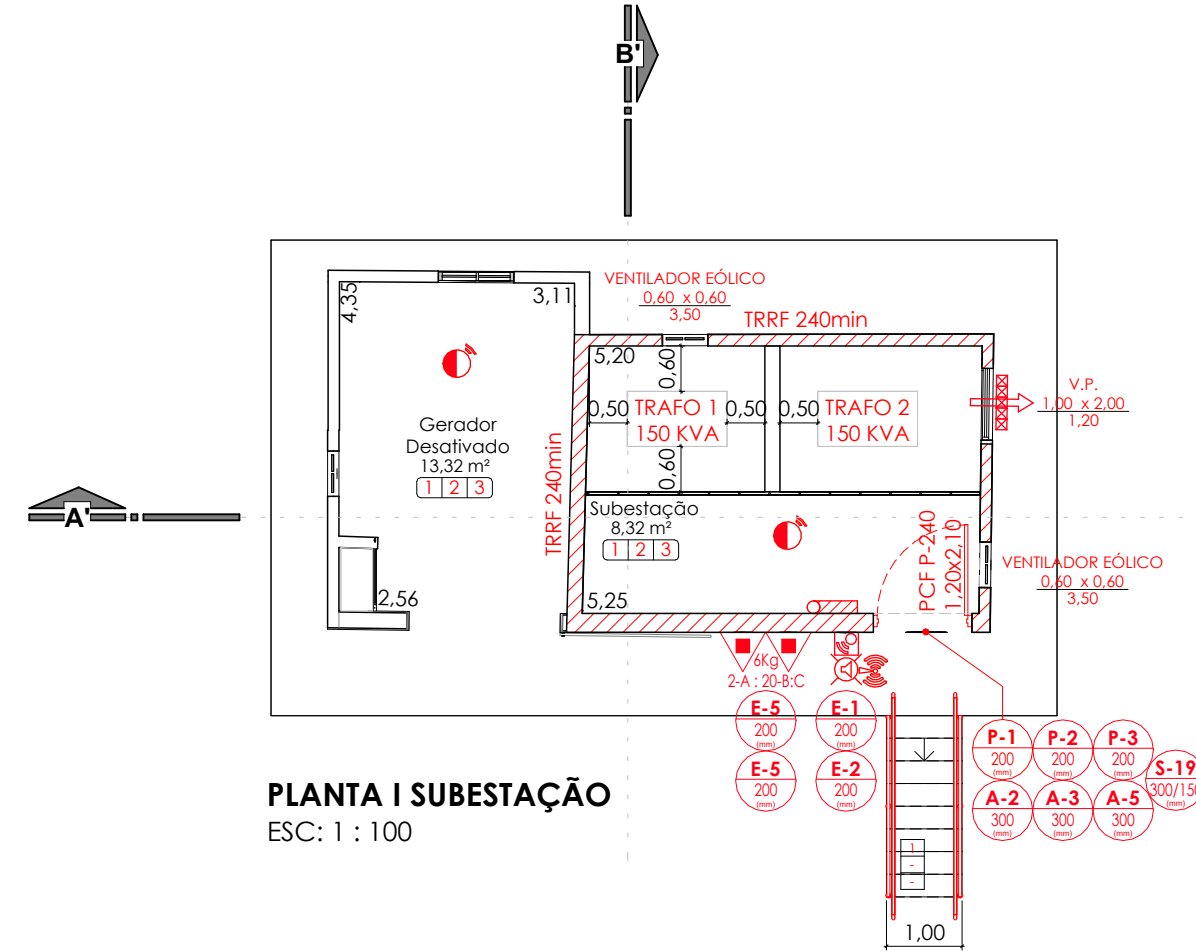 B'
VENTILADOR EÓLICO
0,60 x 0,60
3,50
TRRF 240min
4,35
3,11
5,20
0,60
0,50
TRAFO 1
150 KVA
0,50
0,50
TRAFO 2
150 KVA
V.P.
1,00 x 2,00
1,20
Gerador
Desativado
13,32 m²
1 2 3
0,60
TRRF 240min
A'
Subestação
8,32 m²
1 2 3
PCF P-240
1,20x2,10
VENTILADOR EÓLICO
0,60 x 0,60
3,50
2,56
5,25
6Kg
2-A : 20-B:C
E-5
200
(mm)
E-1
200
(mm)
P-1
200
(mm)
P-2
200
(mm)
P-3
200
(mm)
S-19
300/150
(mm)
E-5
200
(mm)
E-2
200
(mm)
A-2
300
(mm)
A-3
300
(mm)
A-5
300
(mm)
PLANTA I SUBESTAÇÃO
ESC: 1 : 100
1
-
-
1,00